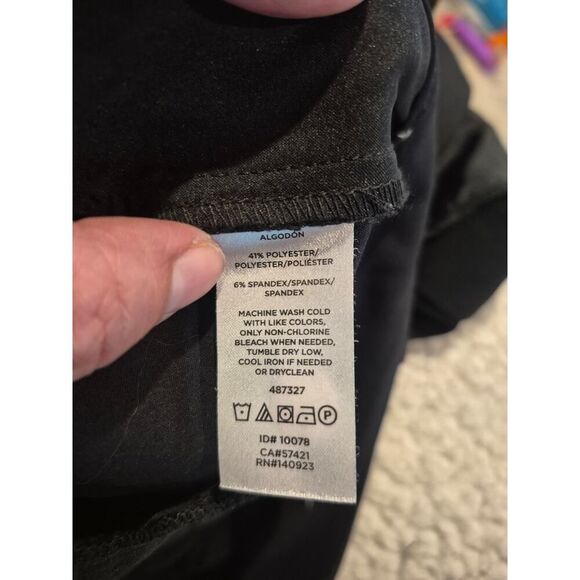 ALGODÓN
41% POLYESTER/
POLYESTER/POLIÉSTER
6% SPANDEX/SPANDEX/
SPANDEX
MACHINE WASH COLD
WITH LIKE COLORS,
ONLY NON-CHLORINE
BLEACH WHEN NEEDED,
TUMBLE DRY LOW,
COOL IRON IF NEEDED
OR DRYCLEAN
487327
P
ID# 10078
CA#57421
RN#140923